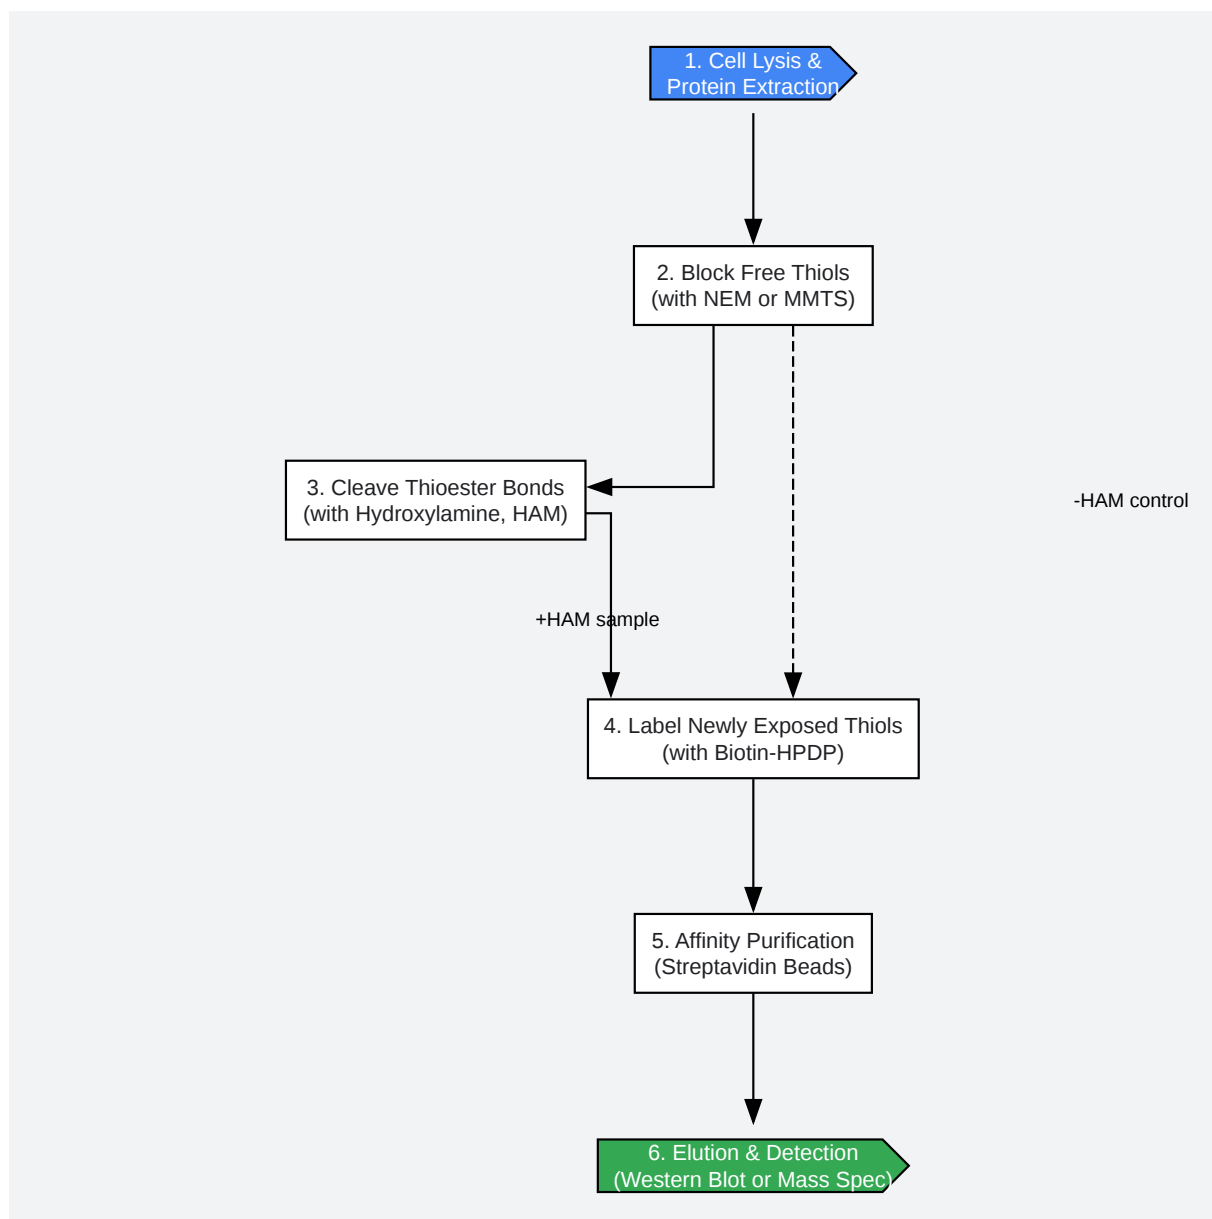 1. Cell Lysis &
Protein Extraction
2. Block Free Thiols
(with NEM or MMTS)
3. Cleave Thioester Bonds
(with Hydroxylamine, HAM)
-HAM control
+HAM sample
4. Label Newly Exposed Thiols
(with Biotin-HPDP)
5. Affinity Purification
(Streptavidin Beads)
6. Elution & Detection
(Western Blot or Mass Spec)